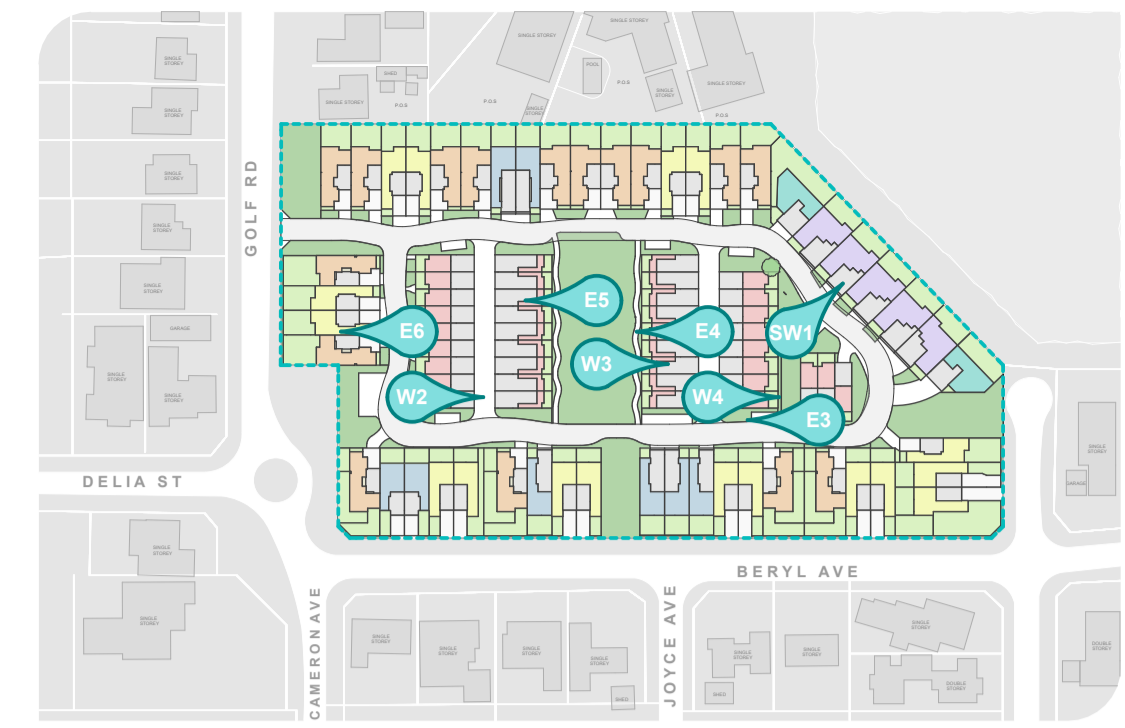 SINGLE STOREY
SINGLE STOREY
SINGLE
STOREY
SHED
POOL
SINGLE STOREY
SINGLE
STOREY
SINGLE STOREY
SINGLE STOREY
P.O.S
P.O.S
P.O.S
P.O.S
SINGLE
STOREY
SINGLE
STOREY
SINGLE
STOREY
SINGLE
STOREY
GOLF RD
SINGLE
STOREY
GARAGE
SINGLE
STOREY
SINGLE
STOREY
E5
E6
E4
SW1
W3
W2
W4
E3
SINGLE
STOREY
GARAGE
DELIA ST
SINGLE
STOREY
BERYL AVE
SINGLE
STOREY
CAMERON AVE
JOYCE AVE
SINGLE
STOREY
SINGLE
STOREY
SINGLE
STOREY
SINGLE
STOREY
SHED
SINGLE
STOREY
SHED
SINGLE
STOREY
SINGLE
STOREY
DOUBLE
STOREY
DOUBLE
STOREY